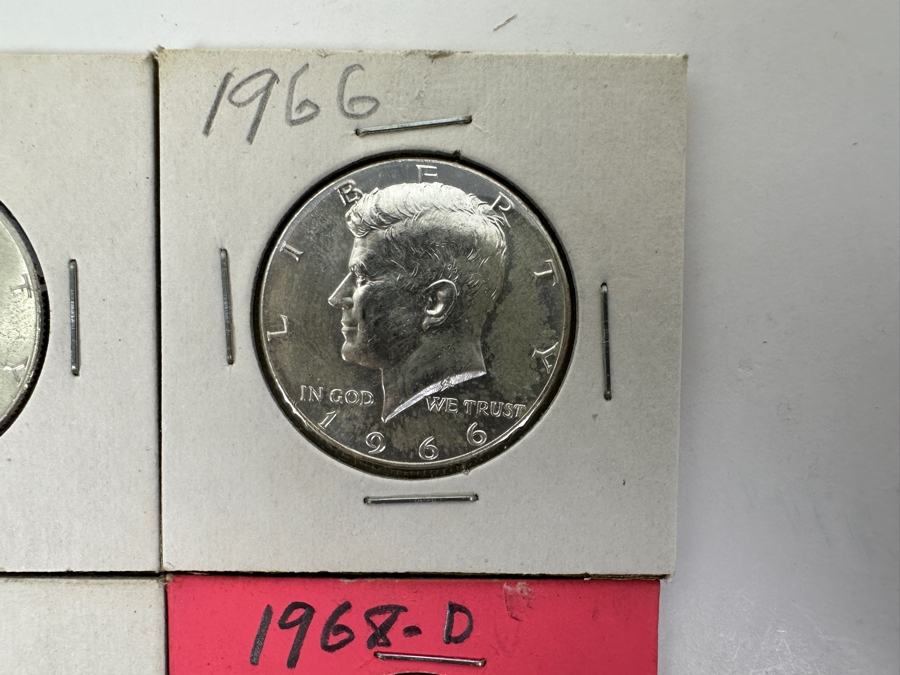 1966
LIBERTY
IN GOD WE TRUST
1966
1968-D